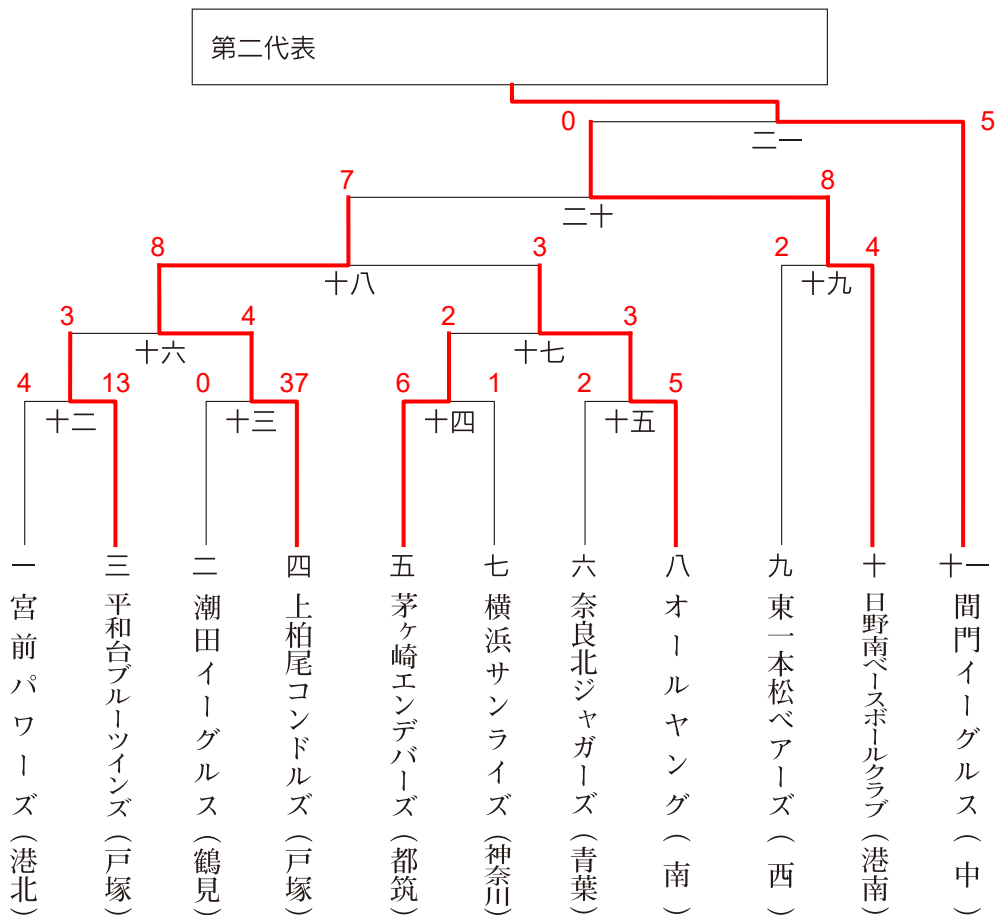 第二代表
0
5
二一
7
8
二十
8
3
2
4
十八
十九
3
4
2
3
十六
十七
4
13
0
37
6
1
2
5
十二
十三
十四
十五
一 宮前パワーズ(港北)
三 平和台ブルーツインズ(戸塚)
二 潮田イーグルス(鶴見)
四 上柏尾コンドルズ(戸塚)
五 茅ヶ崎エンデバーズ(都筑)
七 横浜サンライズ(神奈川)
六 奈良北ジャガーズ(青葉)
八 オールヤング(南)
九 東一本松ベアーズ(西)
十 日野南ベースボールクラブ(港南)
十一 間門イーグルス(中)